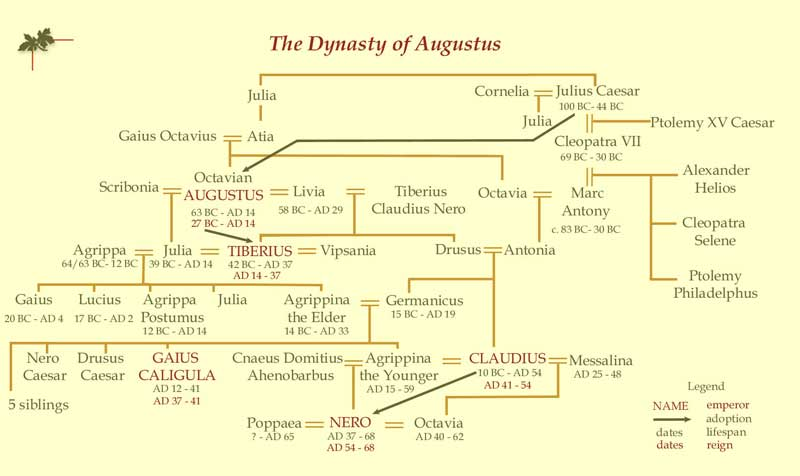 The Dynasty of Augustus
Julia
Cornelia
Julius Caesar
100 BC- 44 BC
Julia
Ptolemy XV Caesar
Gaius Octavius
Atia
Cleopatra VII
69 BC - 30 BC
Octavian
AUGUSTUS
63 BC - AD 14
27 BC - AD 14
Scribonia
Livia
58 BC - AD 29
Tiberius
Claudius Nero
Octavia
Marc
Antony
c. 83 BC- 30 BC
Alexander
Helios
Cleopatra
Selene
Ptolemy
Philadelphus
Agrippa
64/63 BC- 12 BC
Julia
39 BC - AD 14
TIBERIUS
42 BC - AD 37
AD 14 - 37
Vipsania
Drusus
Antonia
Gaius
20 BC - AD 4
Lucius
17 BC - AD 2
Agrippa
Postumus
12 BC - AD 14
Julia
Agrippina
the Elder
14 BC - AD 33
Germanicus
15 BC - AD 19
5 siblings
Nero
Caesar
Drusus
Caesar
GAIUS
CALIGULA
AD 12 - 41
AD 37 - 41
Cnaeus Domitius
Ahenobarbus
Agrippina
the Younger
AD 15 - 59
CLAUDIUS
10 BC - AD 54
AD 41 - 54
Messalina
AD 25 - 48
Poppaea
? - AD 65
NERO
AD 37 - 68
AD 54 - 68
Octavia
AD 40 - 62
Legend
NAME emperor
adoption
dates lifespan
dates reign